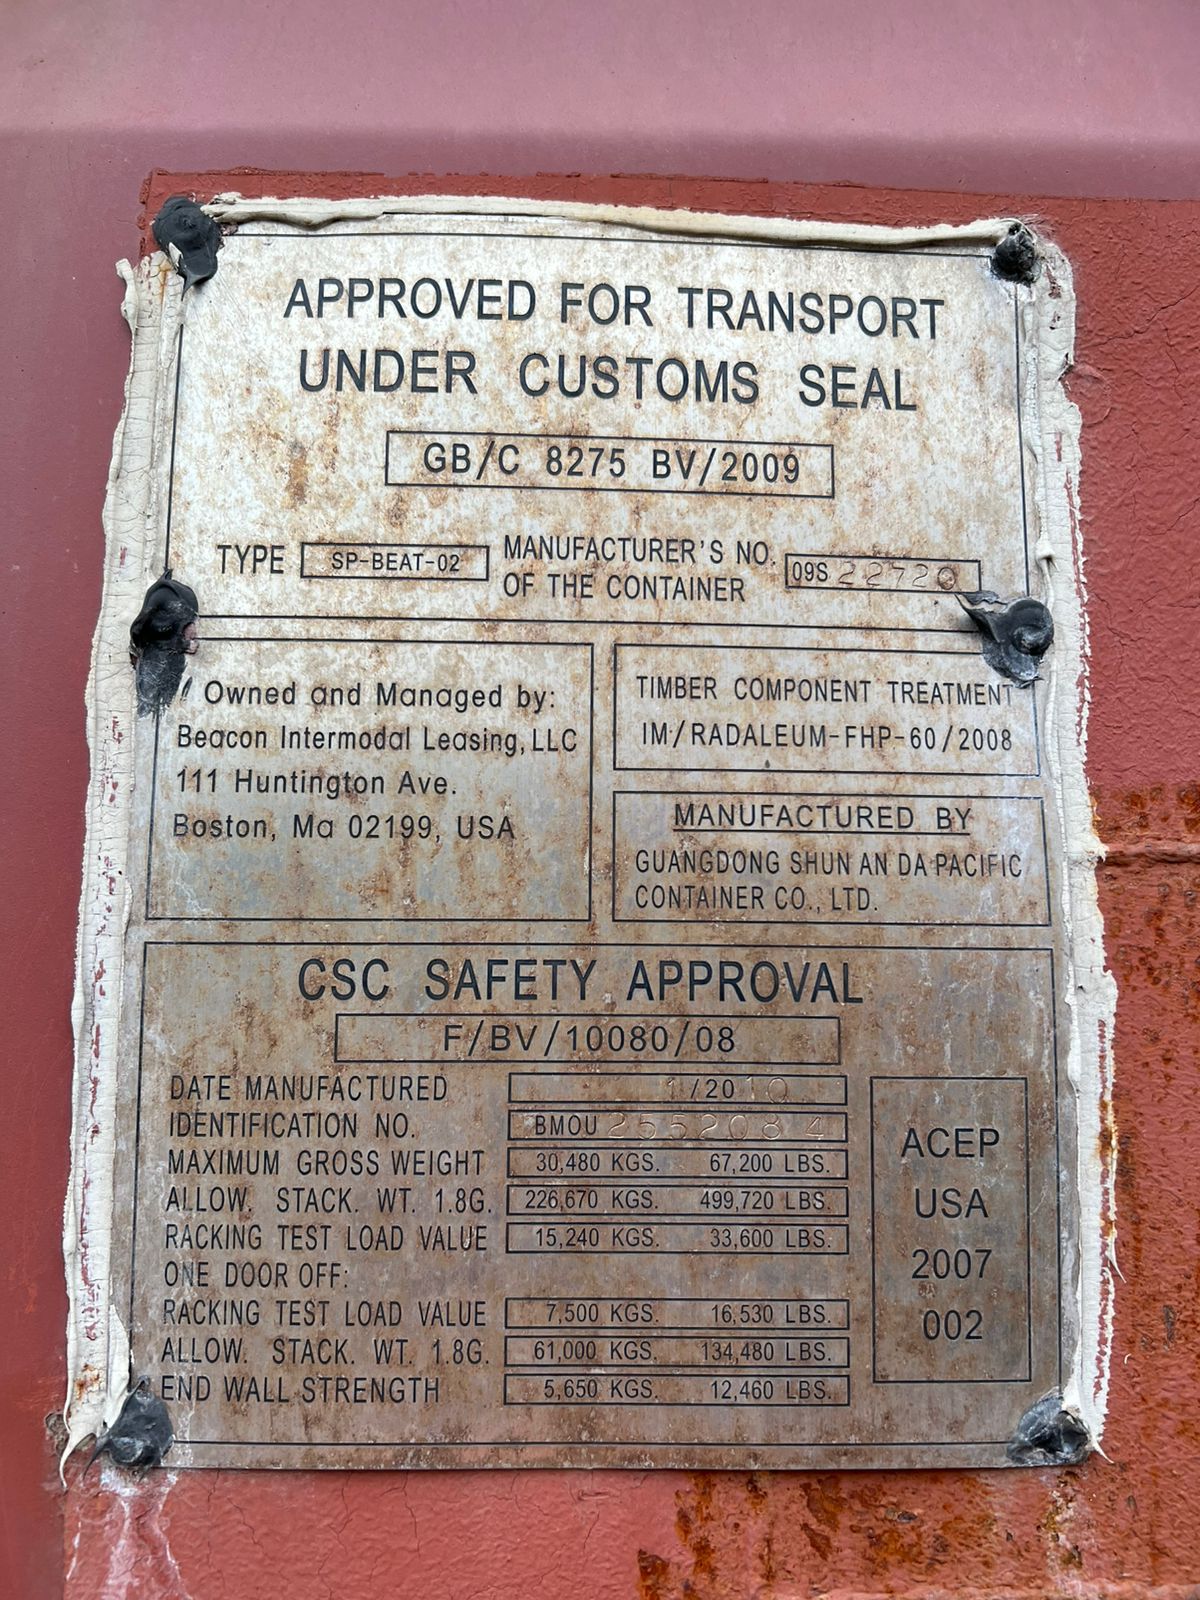 APPROVED FOR TRANSPORT
UNDER CUSTOMS SEAL
GB/C 8275 BV/2009
TYPE SP-BEAT-02
MANUFACTURER'S NO.
OF THE CONTAINER
09S 22720
Owned and Managed by:
Beacon Intermodal Leasing, LLC
111 Huntington Ave.
Boston, Ma 02199, USA
TIMBER COMPONENT TREATMENT
IM/RADALEUM-FHP-60/2008
MANUFACTURED BY
GUANGDONG SHUN AN DA PACIFIC
CONTAINER CO., LTD.
CSC SAFETY APPROVAL
F/BV/10080/08
DATE MANUFACTURED 1/2010
IDENTIFICATION NO. BMOU 2552084
MAXIMUM GROSS WEIGHT 30,480 KGS. 67,200 LBS.
ALLOW. STACK. WT. 1.8G. 226,670 KGS. 499,720 LBS.
RACKING TEST LOAD VALUE 15,240 KGS. 33,600 LBS.
ONE DOOR OFF:
RACKING TEST LOAD VALUE 7,500 KGS. 16,530 LBS.
ALLOW. STACK. WT. 1.8G. 61,000 KGS. 134,480 LBS.
END WALL STRENGTH 5,650 KGS. 12,460 LBS.
ACEP
USA
2007
002